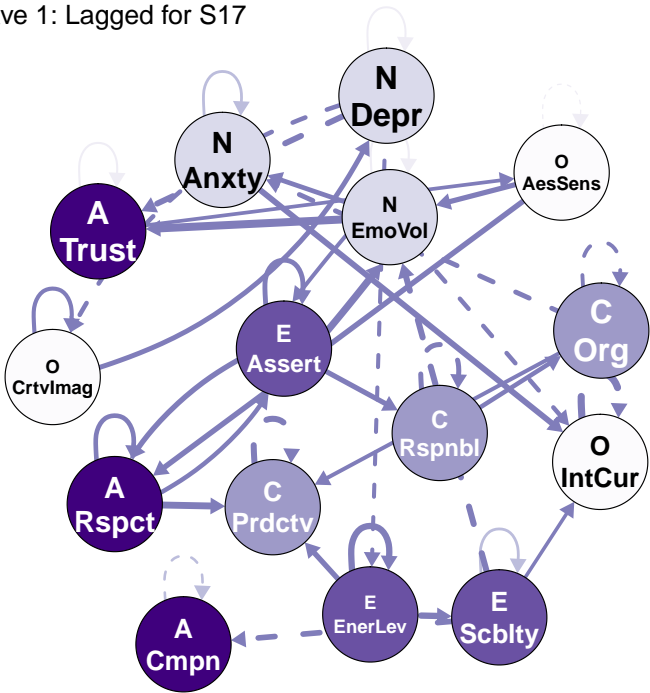 ve 1: Lagged for S17
N
Depr
N
Anxty
O
AesSens
A
Trust
N
EmoVol
C
Org
E
Assert
O
CrtvImag
C
Rspnbl
O
IntCur
A
Rspct
C
Prdctv
E
EnerLev
E
Scblty
A
Cmpn